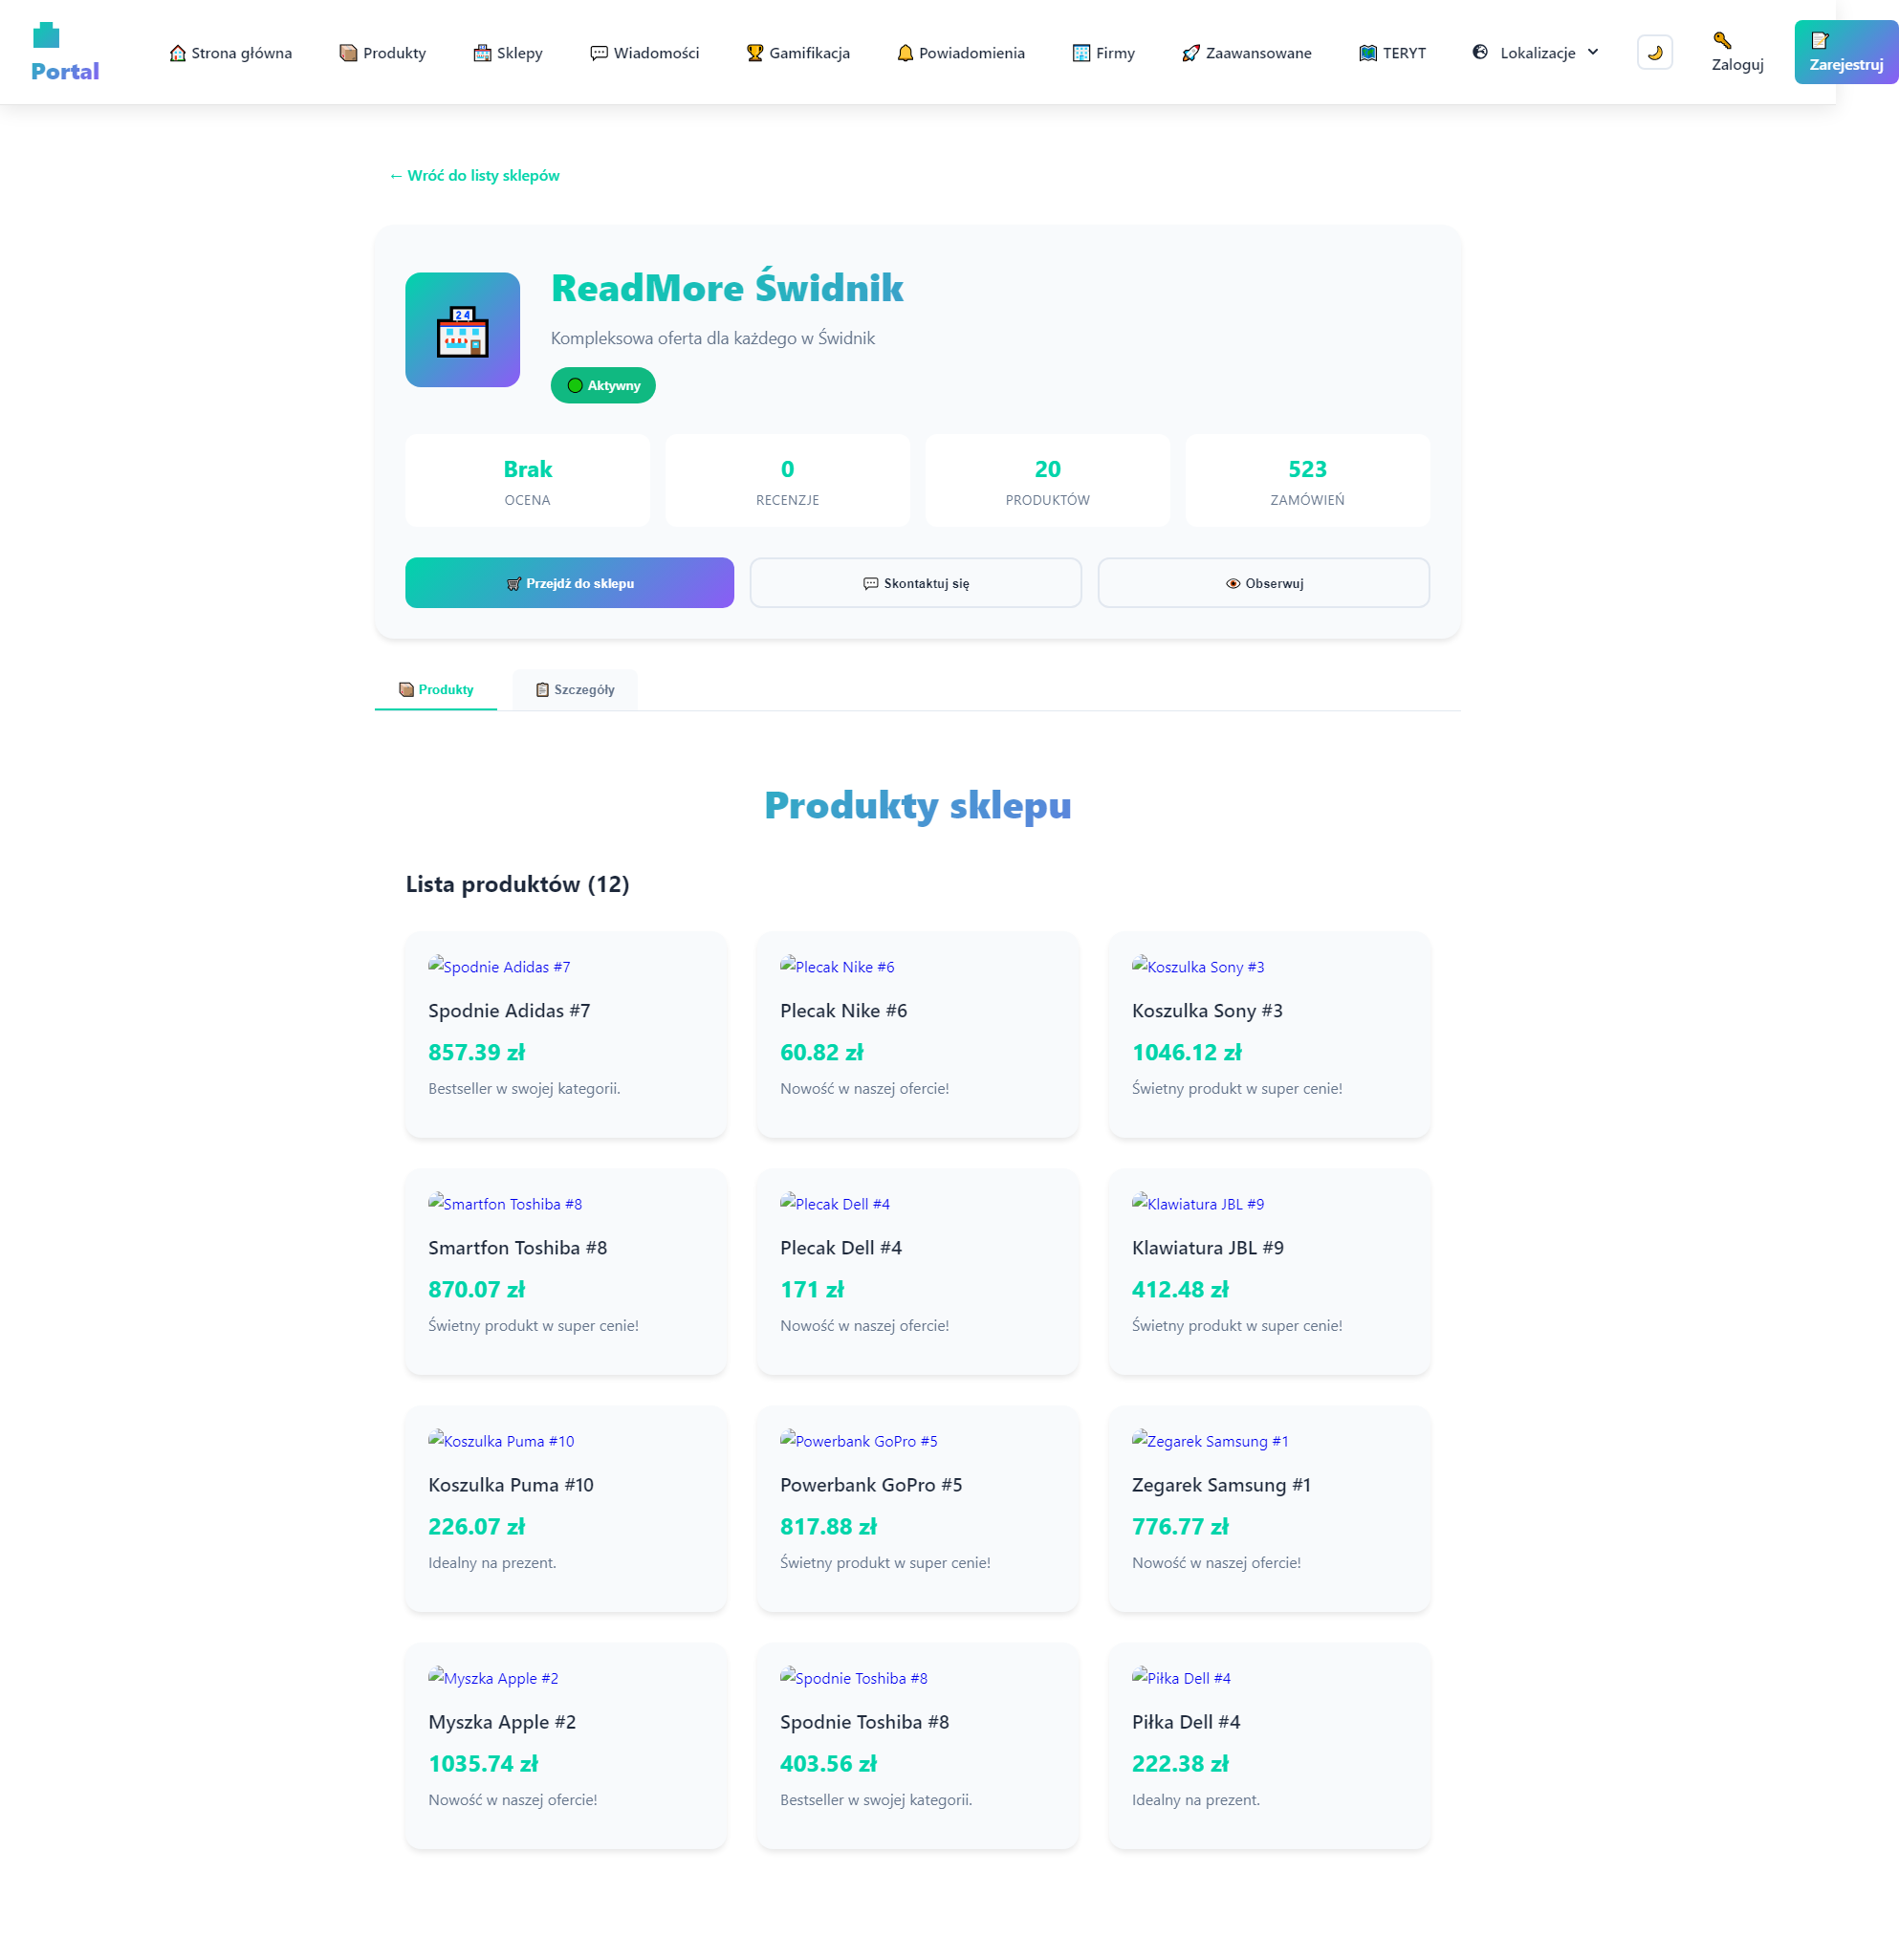 Portal
Strona główna
Produkty
Sklepy
Wiadomości
Gamifikacja
Powiadomienia
Firmy
Zaawansowane
TERYT
Lokalizacje
Zaloguj
Zarejestruj
← Wróć do listy sklepów
24
ReadMore Świdnik
Kompleksowa oferta dla każdego w Świdnik
Aktywny
Brak
OCENA
0
RECENZJE
20
PRODUKTÓW
523
ZAMÓWIEŃ
Przejdź do sklepu
Skontaktuj się
Obserwuj
Produkty
Szczegóły
Produkty sklepu
Lista produktów (12)
Spodnie Adidas #7
Spodnie Adidas #7
857.39 zł
Bestseller w swojej kategorii.
Plecak Nike #6
Plecak Nike #6
60.82 zł
Nowość w naszej ofercie!
Koszulka Sony #3
Koszulka Sony #3
1046.12 zł
Świetny produkt w super cenie!
Smartfon Toshiba #8
Smartfon Toshiba #8
870.07 zł
Świetny produkt w super cenie!
Plecak Dell #4
Plecak Dell #4
171 zł
Nowość w naszej ofercie!
Klawiatura JBL #9
Klawiatura JBL #9
412.48 zł
Świetny produkt w super cenie!
Koszulka Puma #10
Koszulka Puma #10
226.07 zł
Idealny na prezent.
Powerbank GoPro #5
Powerbank GoPro #5
817.88 zł
Świetny produkt w super cenie!
Zegarek Samsung #1
Zegarek Samsung #1
776.77 zł
Nowość w naszej ofercie!
Myszka Apple #2
Myszka Apple #2
1035.74 zł
Nowość w naszej ofercie!
Spodnie Toshiba #8
Spodnie Toshiba #8
403.56 zł
Bestseller w swojej kategorii.
Piłka Dell #4
Piłka Dell #4
222.38 zł
Idealny na prezent.